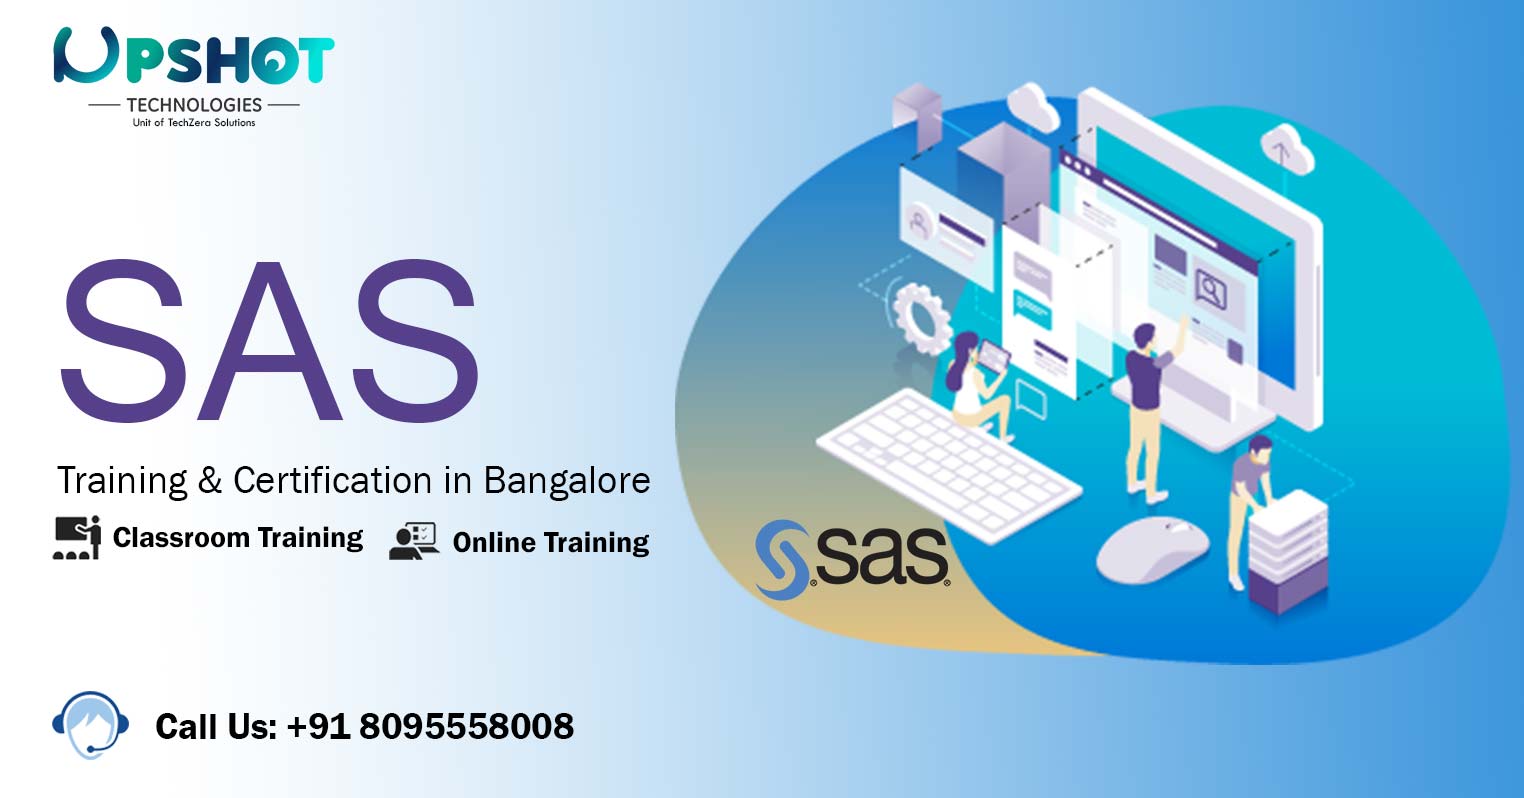 UPSHOT
TECHNOLOGIES
Unit of TechZera Solutions
SAS
Training & Certification in Bangalore
Classroom Training
Online Training
sas
Call Us: +91 8095558008